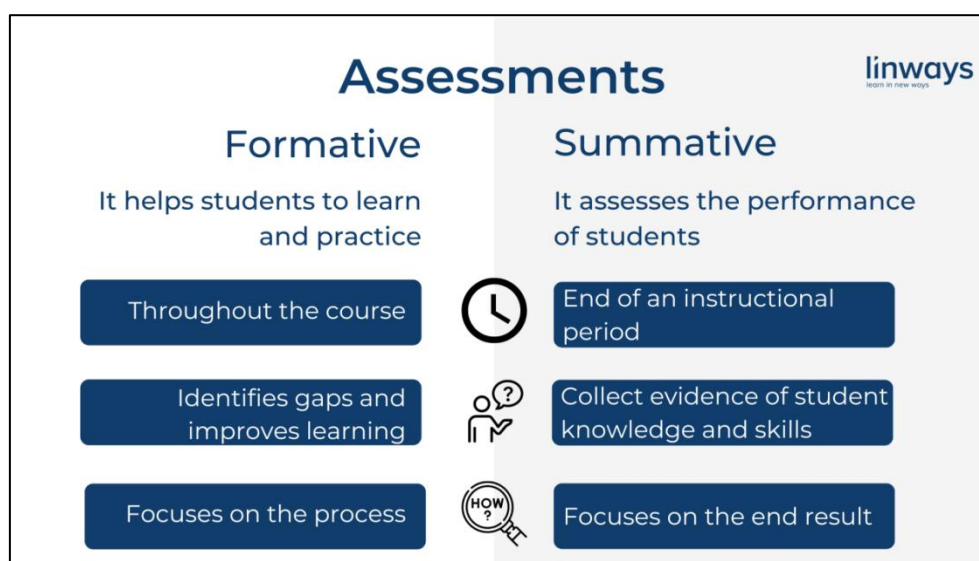 Assessments
linways
learn in new ways
Formative
Summative
It helps students to learn
and practice
It assesses the performance
of students
Throughout the course
End of an instructional
period
Identifies gaps and
improves learning
?
Collect evidence of student
knowledge and skills
Focuses on the process
HOW
?
Focuses on the end result